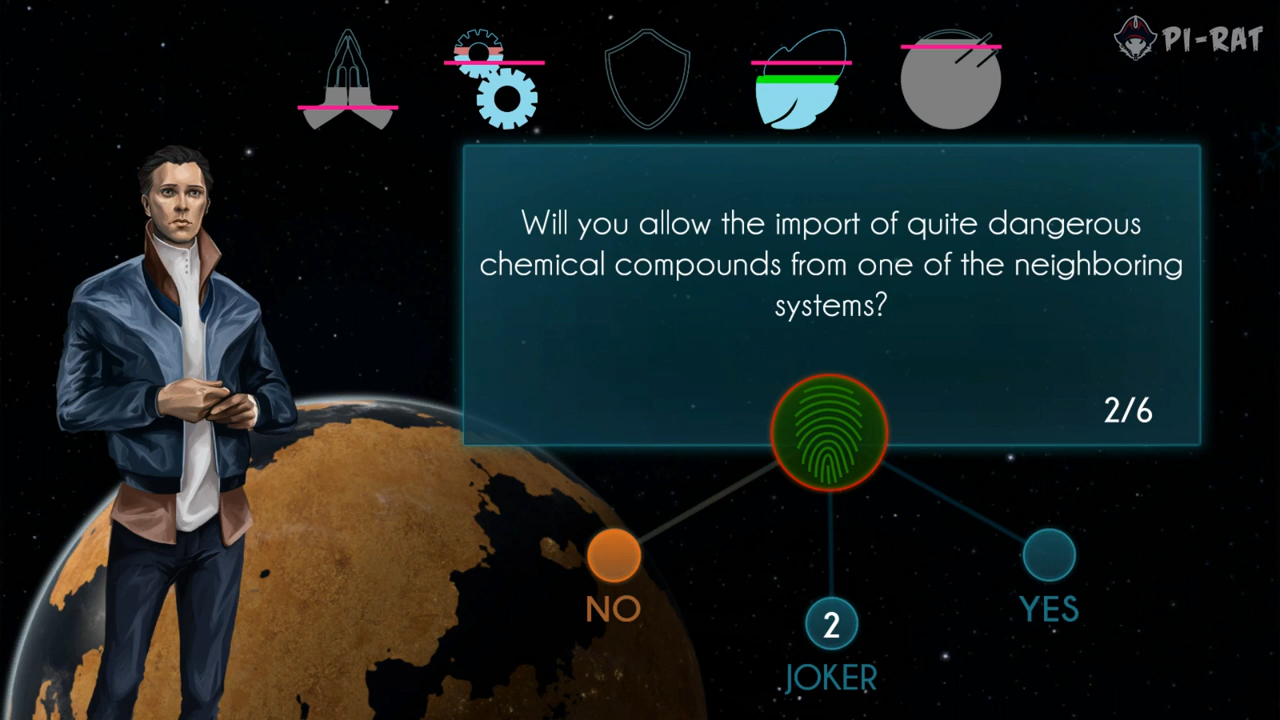 PI-RAT
Will you allow the import of quite dangerous
chemical compounds from one of the neighboring
systems?
2/6
NO
YES
2
JOKER